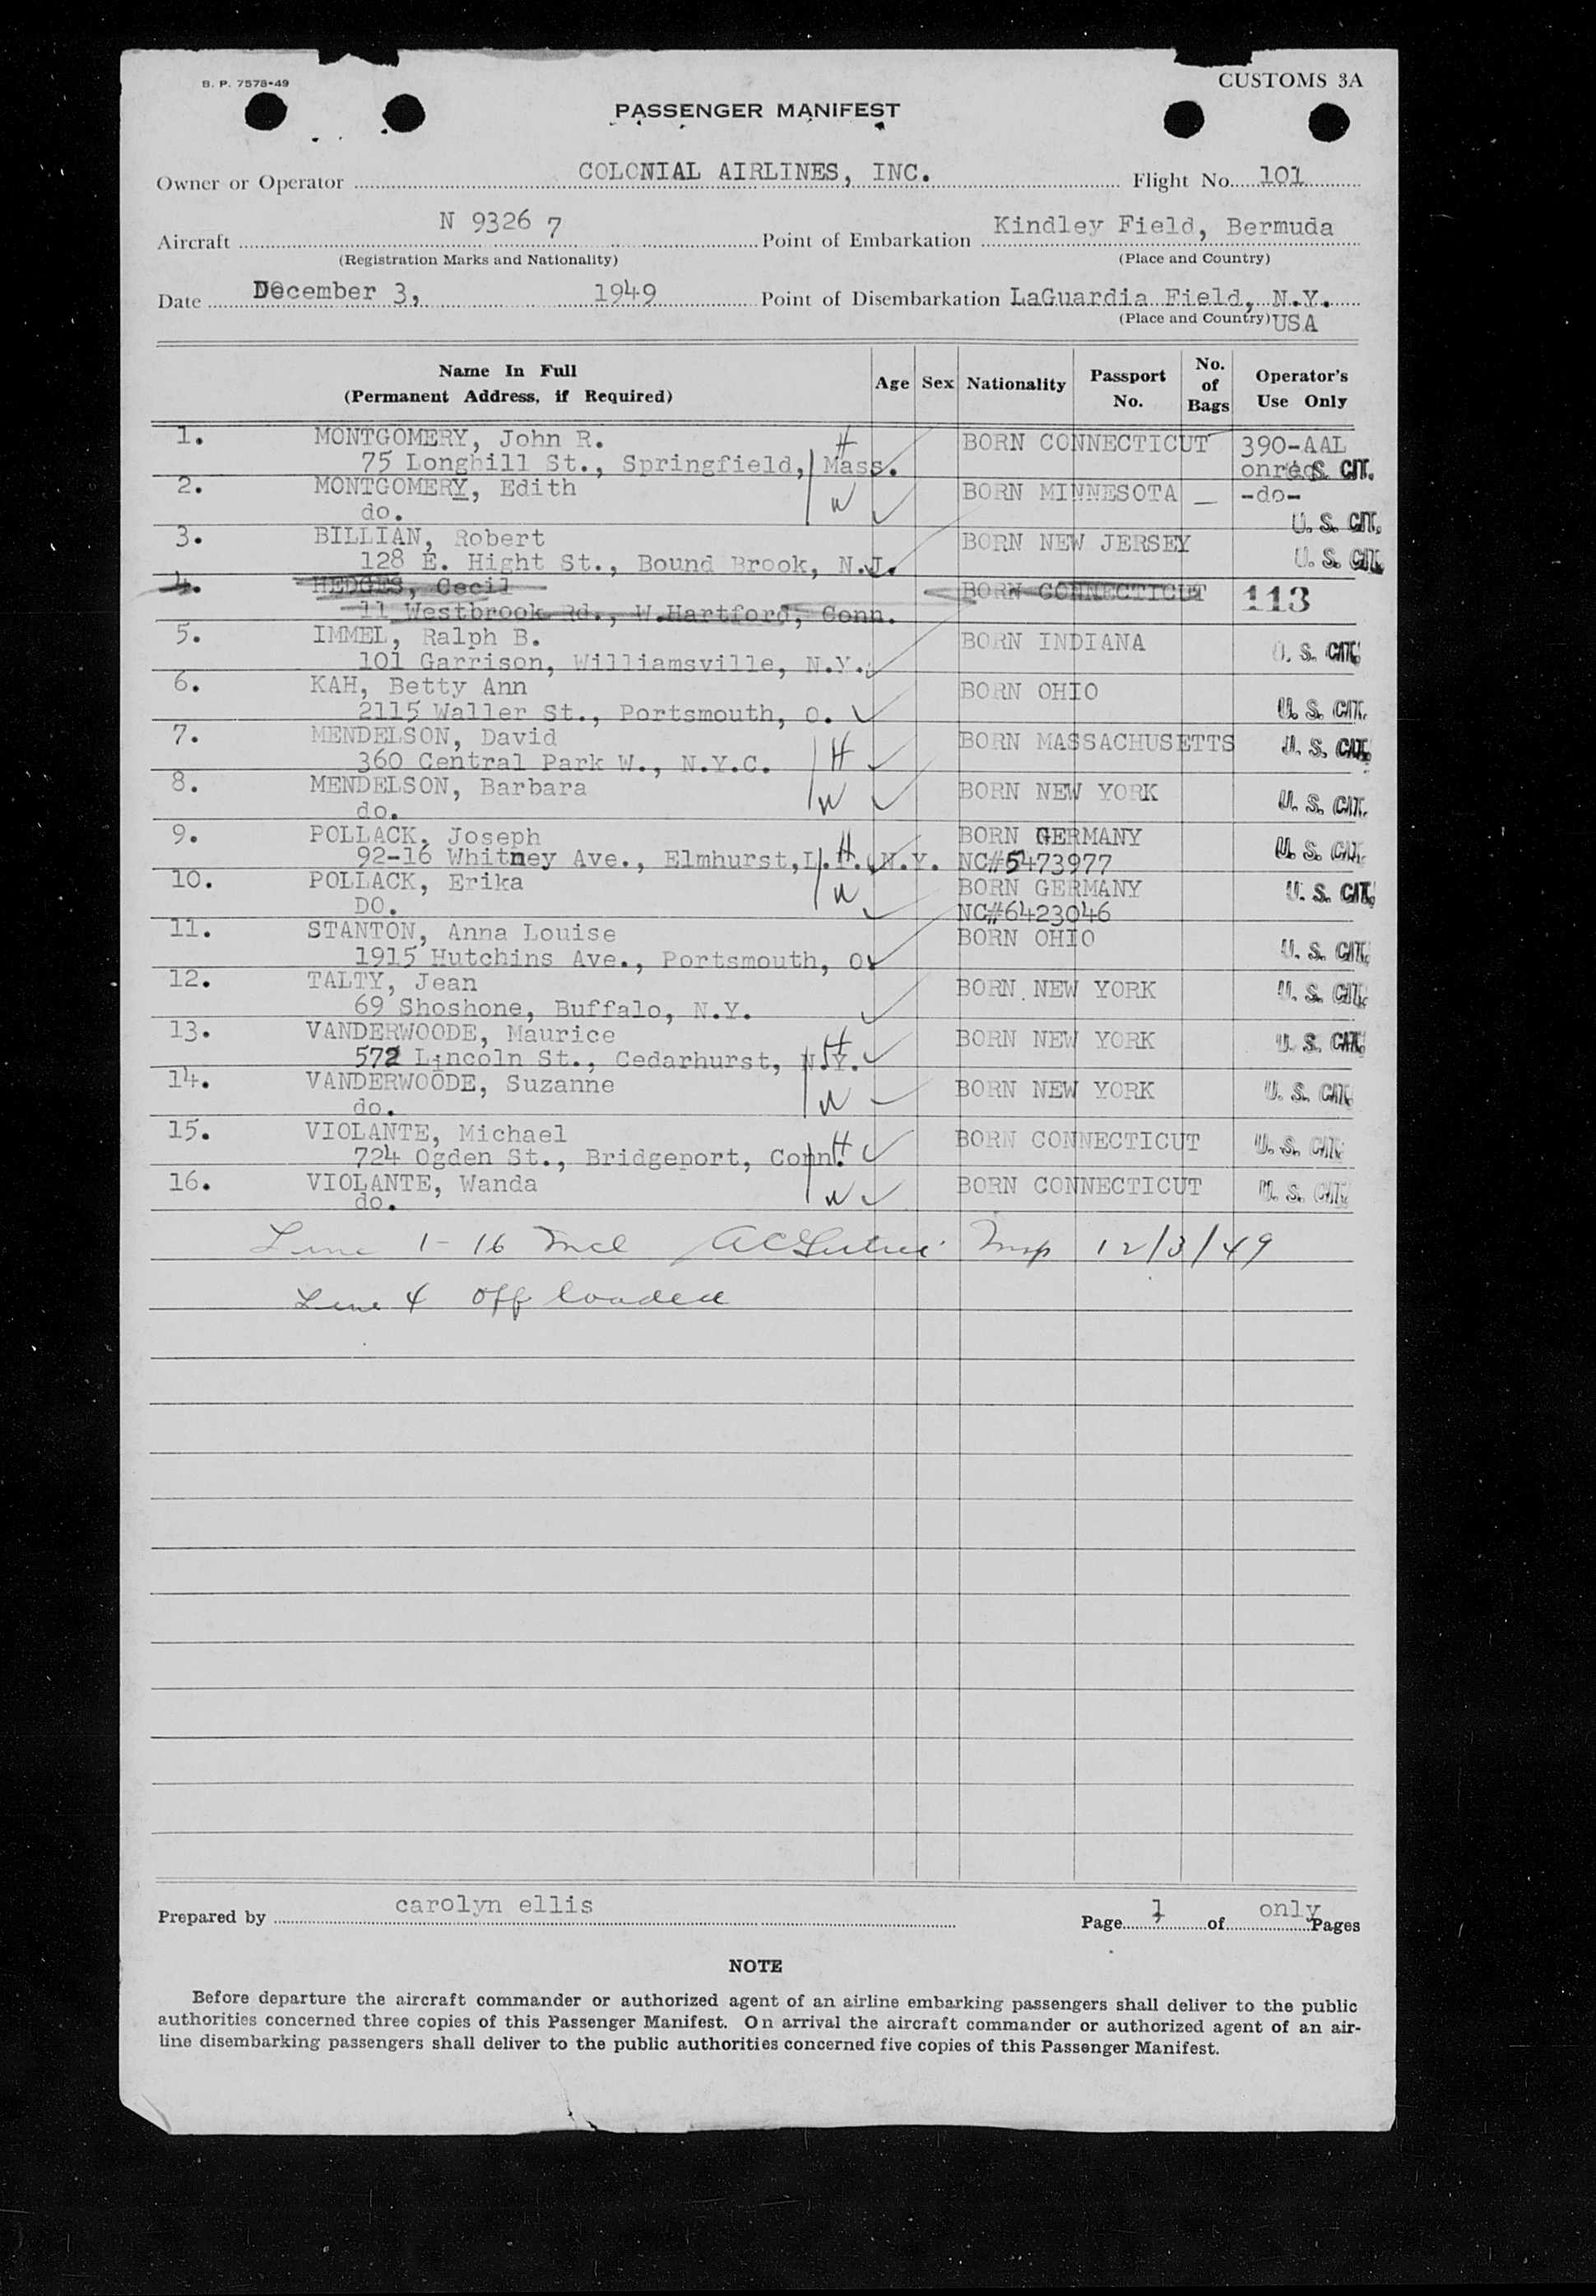 B. P. 7578-49
CUSTOMS 3A
PASSENGER MANIFEST
Owner or Operator COLONIAL AIRLINES, INC. Flight No. 101
Aircraft N 9326 7 Point of Embarkation Kindley Field, Bermuda
(Registration Marks and Nationality) (Place and Country)
Date December 3, 1949 Point of Disembarkation LaGuardia Field, N.Y.
(Place and Country) USA
Name In Full (Permanent Address, if Required) Age Sex Nationality Passport No. No. of Bags Operator's Use Only
1. MONTGOMERY, John R. H BORN CONNECTICUT 390-AAL
75 Longhill St., Springfield, Mass. U. S. CIT.
2. MONTGOMERY, Edith W BORN MINNESOTA — -do-
do. U. S. CIT.
3. BILLIAN, Robert BORN NEW JERSEY
128 E. Hight St., Bound Brook, N.J. U. S. CIT.
4. HEDGES, Cecil BORN CONNECTICUT 113
11 Westbrook Rd., W.Hartford, Conn.
5. IMMEL, Ralph B. BORN INDIANA
101 Garrison, Williamsville, N.Y. U. S. CIT.
6. KAH, Betty Ann BORN OHIO
2115 Waller St., Portsmouth, O. U. S. CIT.
7. MENDELSON, David H BORN MASSACHUSETTS U. S. CIT.
360 Central Park W., N.Y.C.
8. MENDELSON, Barbara W BORN NEW YORK U. S. CIT.
do.
9. POLLACK, Joseph H BORN GERMANY U. S. CIT.
92-16 Whitney Ave., Elmhurst,L.I. N.Y. NC#5473977
10. POLLACK, Erika W BORN GERMANY U. S. CIT.
DO. NC#6423046
11. STANTON, Anna Louise BORN OHIO
1915 Hutchins Ave., Portsmouth, O. U. S. CIT.
12. TALTY, Jean BORN NEW YORK U. S. CIT.
69 Shoshone, Buffalo, N.Y.
13. VANDERWOODE, Maurice H BORN NEW YORK U. S. CIT.
572 Lincoln St., Cedarhurst, N.Y.
14. VANDERWOODE, Suzanne W BORN NEW YORK U. S. CIT.
do.
15. VIOLANTE, Michael H BORN CONNECTICUT U. S. CIT.
724 Ogden St., Bridgeport, Conn.
16. VIOLANTE, Wanda W BORN CONNECTICUT U. S. CIT.
do.
Line 1-16 Incl Insp 12/3/49
Line 4 Off loaded
Prepared by carolyn ellis Page 1 of only Pages
NOTE
Before departure the aircraft commander or authorized agent of an airline embarking passengers shall deliver to the public
authorities concerned three copies of this Passenger Manifest. On arrival the aircraft commander or authorized agent of an air-
line disembarking passengers shall deliver to the public authorities concerned five copies of this Passenger Manifest.